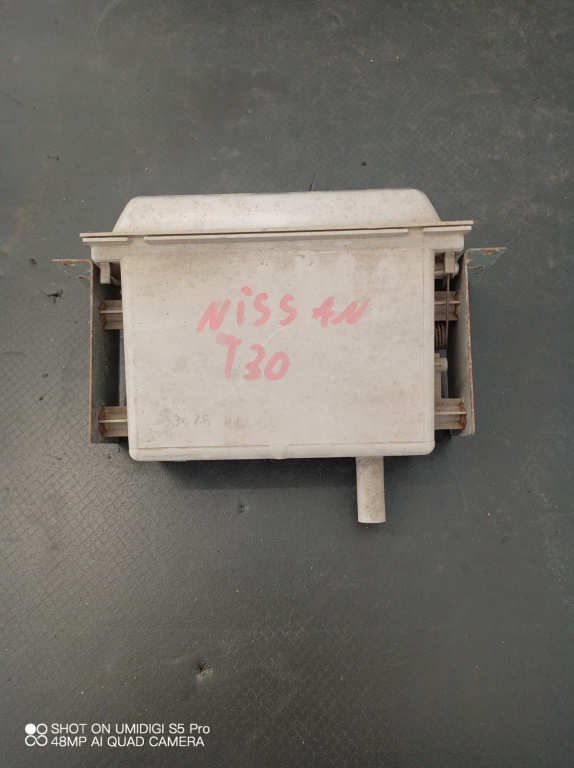 NiSSAN
T30
SHOT ON UMIDIGI S5 Pro
48MP AI QUAD CAMERA